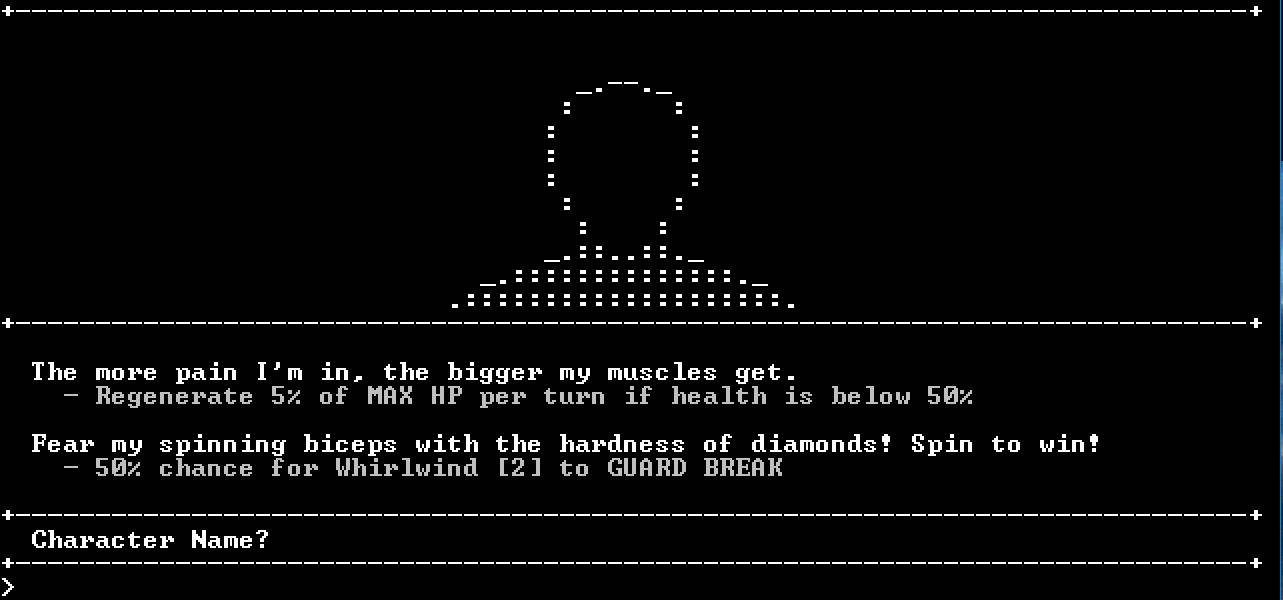 The more pain I'm in, the bigger my muscles get.
- Regenerate 5% of MAX HP per turn if health is below 50%
Fear my spinning biceps with the hardness of diamonds! Spin to win!
- 50% chance for Whirlwind [2] to GUARD BREAK
Character Name?
>